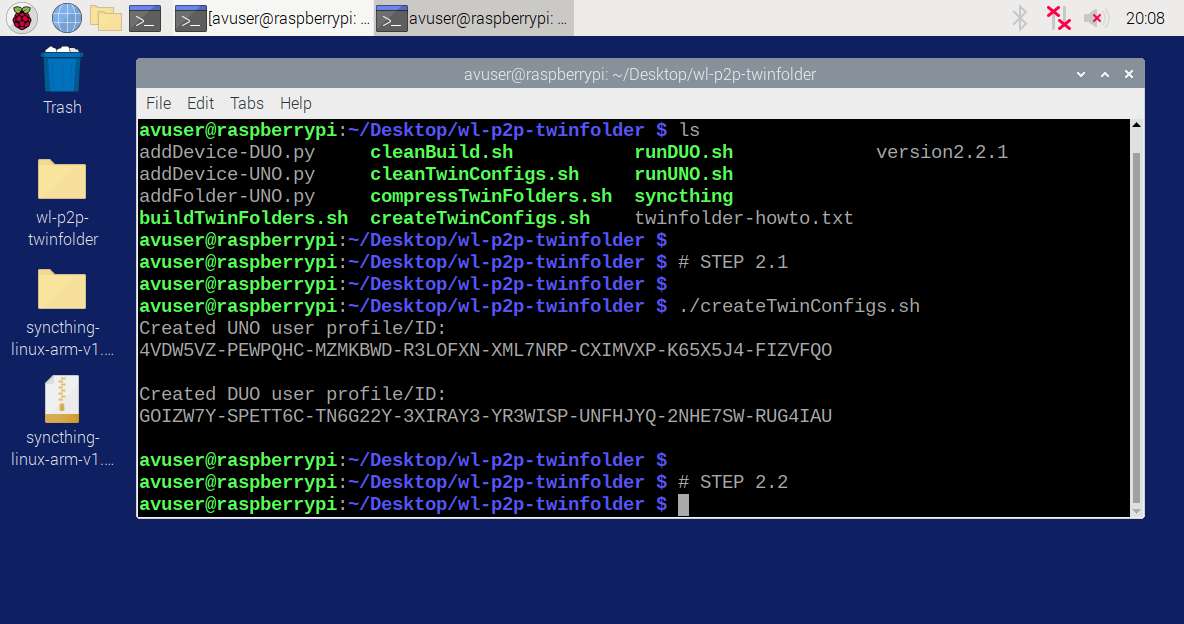 [avuser@raspberrypi: ...
avuser@raspberrypi: ...
20:08
Trash
wl-p2p-
twinfolder
syncthing-
linux-arm-v1....
syncthing-
linux-arm-v1....
avuser@raspberrypi: ~/Desktop/wl-p2p-twinfolder
File Edit Tabs Help
avuser@raspberrypi:~/Desktop/wl-p2p-twinfolder $ ls
addDevice-DUO.py cleanBuild.sh runDUO.sh version2.2.1
addDevice-UNO.py cleanTwinConfigs.sh runUNO.sh
addFolder-UNO.py compressTwinFolders.sh syncthing
buildTwinFolders.sh createTwinConfigs.sh twinfolder-howto.txt
avuser@raspberrypi:~/Desktop/wl-p2p-twinfolder $
avuser@raspberrypi:~/Desktop/wl-p2p-twinfolder $ # STEP 2.1
avuser@raspberrypi:~/Desktop/wl-p2p-twinfolder $
avuser@raspberrypi:~/Desktop/wl-p2p-twinfolder $ ./createTwinConfigs.sh
Created UNO user profile/ID:
4VDW5VZ-PEWPQHC-MZMKBWD-R3LOFXN-XML7NRP-CXIMVXP-K65X5J4-FIZVFQO
Created DUO user profile/ID:
GOIZW7Y-SPETT6C-TN6G22Y-3XIRAY3-YR3WISP-UNFHJYQ-2NHE7SW-RUG4IAU
avuser@raspberrypi:~/Desktop/wl-p2p-twinfolder $
avuser@raspberrypi:~/Desktop/wl-p2p-twinfolder $ # STEP 2.2
avuser@raspberrypi:~/Desktop/wl-p2p-twinfolder $